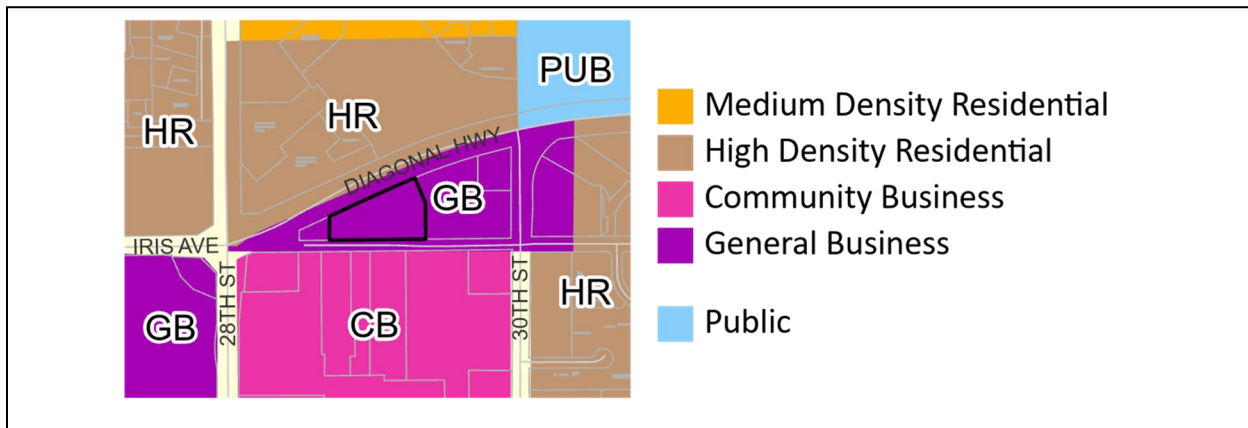 PUB
HR
HR
DIAGONAL HWY
GB
IRIS AVE
28TH ST
30TH ST
HR
GB
CB
Medium Density Residential
High Density Residential
Community Business
General Business
Public